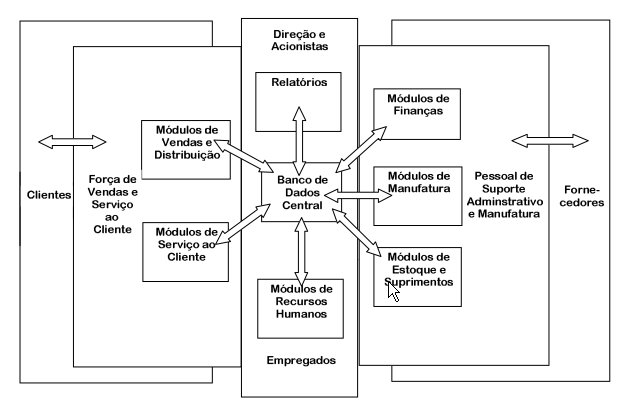 Direção e
Acionistas
Relatórios
Módulos de
Vendas e
Distribuição
Módulos de
Finanças
Clientes
Força de
Vendas e
Serviço
ao
Cliente
Banco de
Dados
Central
Módulos de
Manufatura
Pessoal de
Suporte
Adminstrativo
e Manufatura
Forne-
cedores
Módulos de
Serviço ao
Cliente
Módulos de
Estoque e
Suprimentos
Módulos de
Recursos
Humanos
Empregados